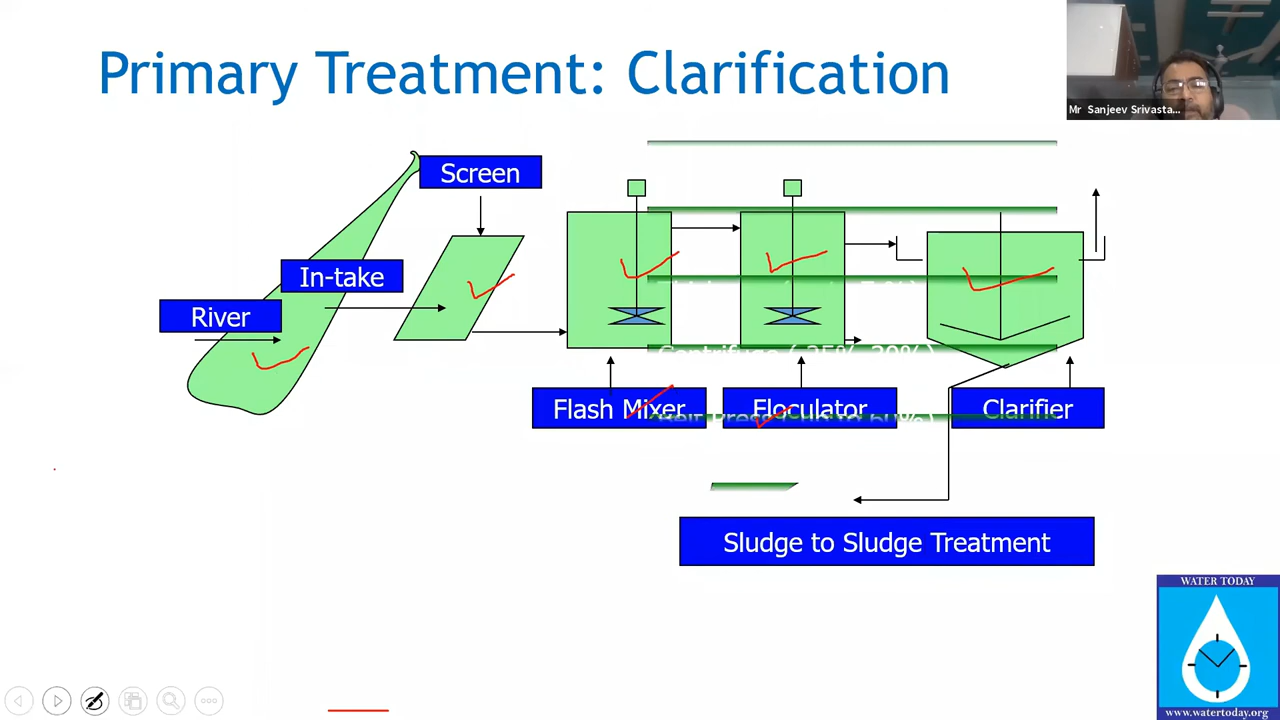 Primary Treatment: Clarification
Mr Sanjeev Srivasta...
Screen
In-take
River
Flash Mixer
Floculator
Clarifier
Sludge to Sludge Treatment
WATER TODAY
www.watertoday.org